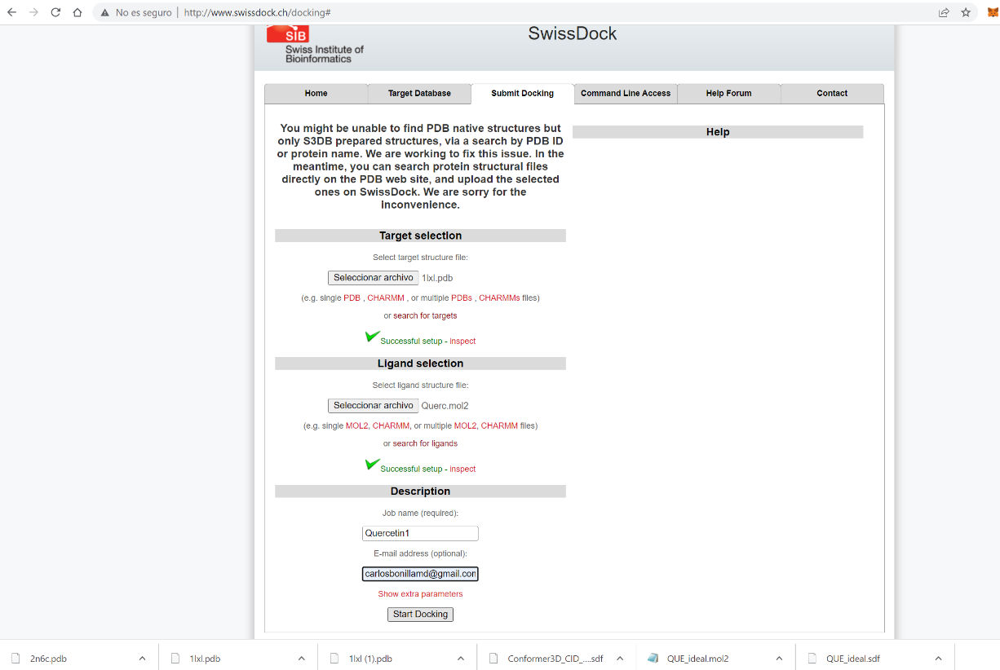 No es seguro | http://www.swissdock.ch/docking#
SIB
Swiss Institute of
Bioinformatics
SwissDock
Home
Target Database
Submit Docking
Command Line Access
Help Forum
Contact
You might be unable to find PDB native structures but
only S3DB prepared structures, via a search by PDB ID
or protein name. We are working to fix this issue. In the
meantime, you can search protein structural files
directly on the PDB web site, and upload the selected
ones on SwissDock. We are sorry for the
inconvenience.
Help
Target selection
Select target structure file:
Seleccionar archivo 1lxl.pdb
(e.g. single PDB , CHARMM , or multiple PDBs , CHARMMs files)
or search for targets
Successful setup - inspect
Ligand selection
Select ligand structure file:
Seleccionar archivo Querc.mol2
(e.g. single MOL2, CHARMM, or multiple MOL2, CHARMM files)
or search for ligands
Successful setup - inspect
Description
Job name (required):
Quercetin1
E-mail address (optional):
carlosbonillamd@gmail.com
Show extra parameters
Start Docking
2n6c.pdb
1lxl.pdb
1lxl (1).pdb
Conformer3D_CID_....sdf
QUE_ideal.mol2
QUE_ideal.sdf